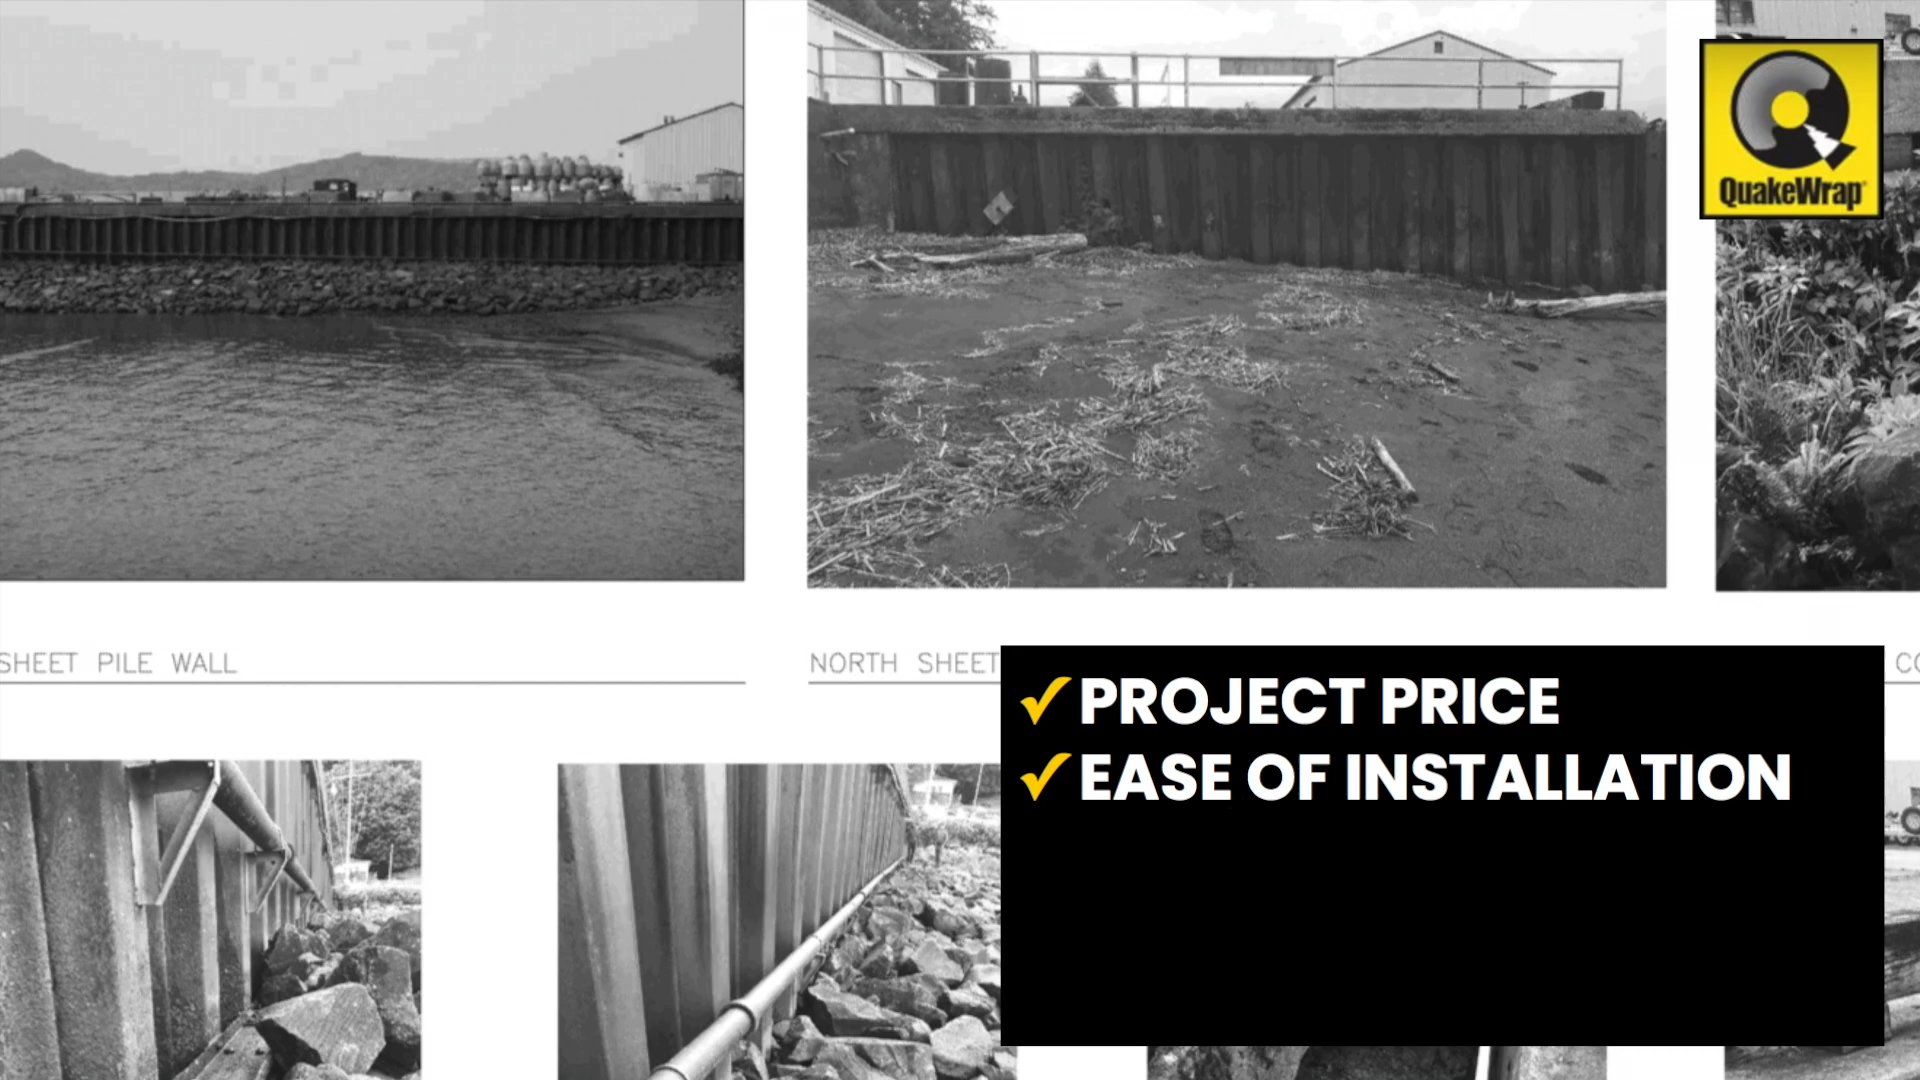 QuakeWrap
SHEET PILE WALL
NORTH SHEET
✓PROJECT PRICE
✓EASE OF INSTALLATION